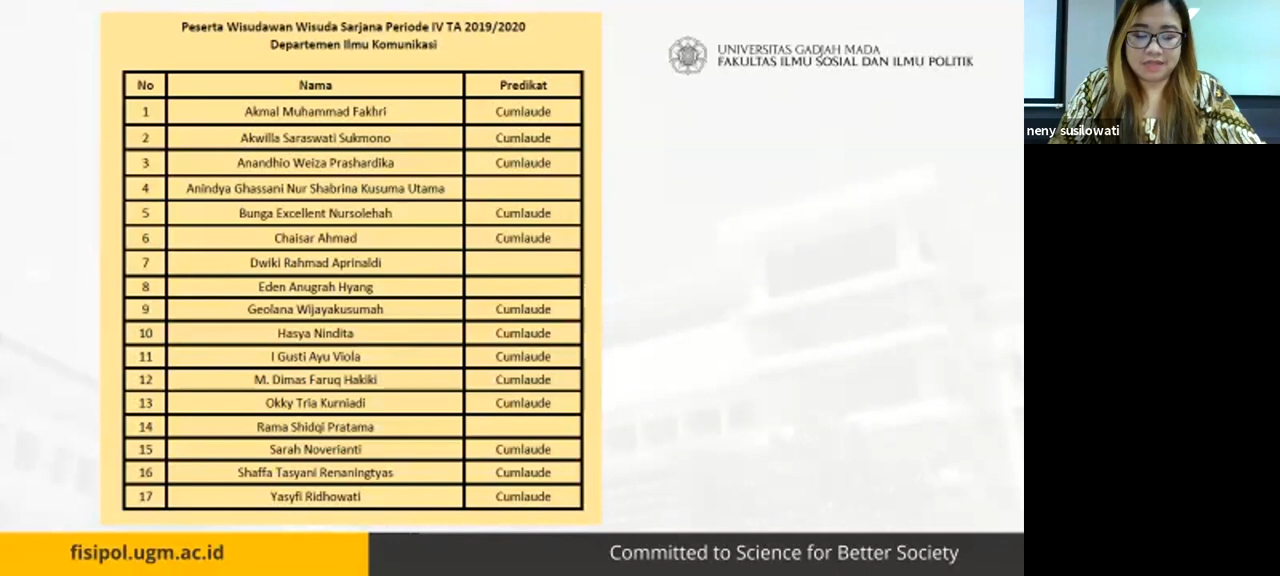 Peserta Wisudawan Wisuda Sarjana Periode IV TA 2019/2020
Departemen Ilmu Komunikasi
No Nama Predikat
1 Akmal Muhammad Fakhri Cumlaude
2 Akwilla Saraswati Sukmono Cumlaude
3 Anandhio Weiza Prashardika Cumlaude
4 Anindya Ghassani Nur Shabrina Kusuma Utama
5 Bunga Excellent Nursolehah Cumlaude
6 Chaisar Ahmad Cumlaude
7 Dwiki Rahmad Aprinaldi
8 Eden Anugrah Hyang
9 Geolana Wijayakusumah Cumlaude
10 Hasya Nindita Cumlaude
11 I Gusti Ayu Viola Cumlaude
12 M. Dimas Faruq Hakiki Cumlaude
13 Okky Tria Kurniadi Cumlaude
14 Rama Shidqi Pratama
15 Sarah Noverianti Cumlaude
16 Shaffa Tasyani Renaningtyas Cumlaude
17 Yasyfi Ridhowati Cumlaude
UNIVERSITAS GADJAH MADA
FAKULTAS ILMU SOSIAL DAN ILMU POLITIK
neny susilowati
fisipol.ugm.ac.id
Committed to Science for Better Society